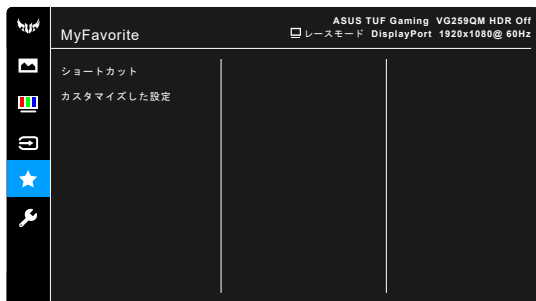 ASUS TUF Gaming VG259QM HDR Off
MyFavorite
レースモード DisplayPort 1920x1080@ 60Hz
ショートカット
カスタマイズした設定